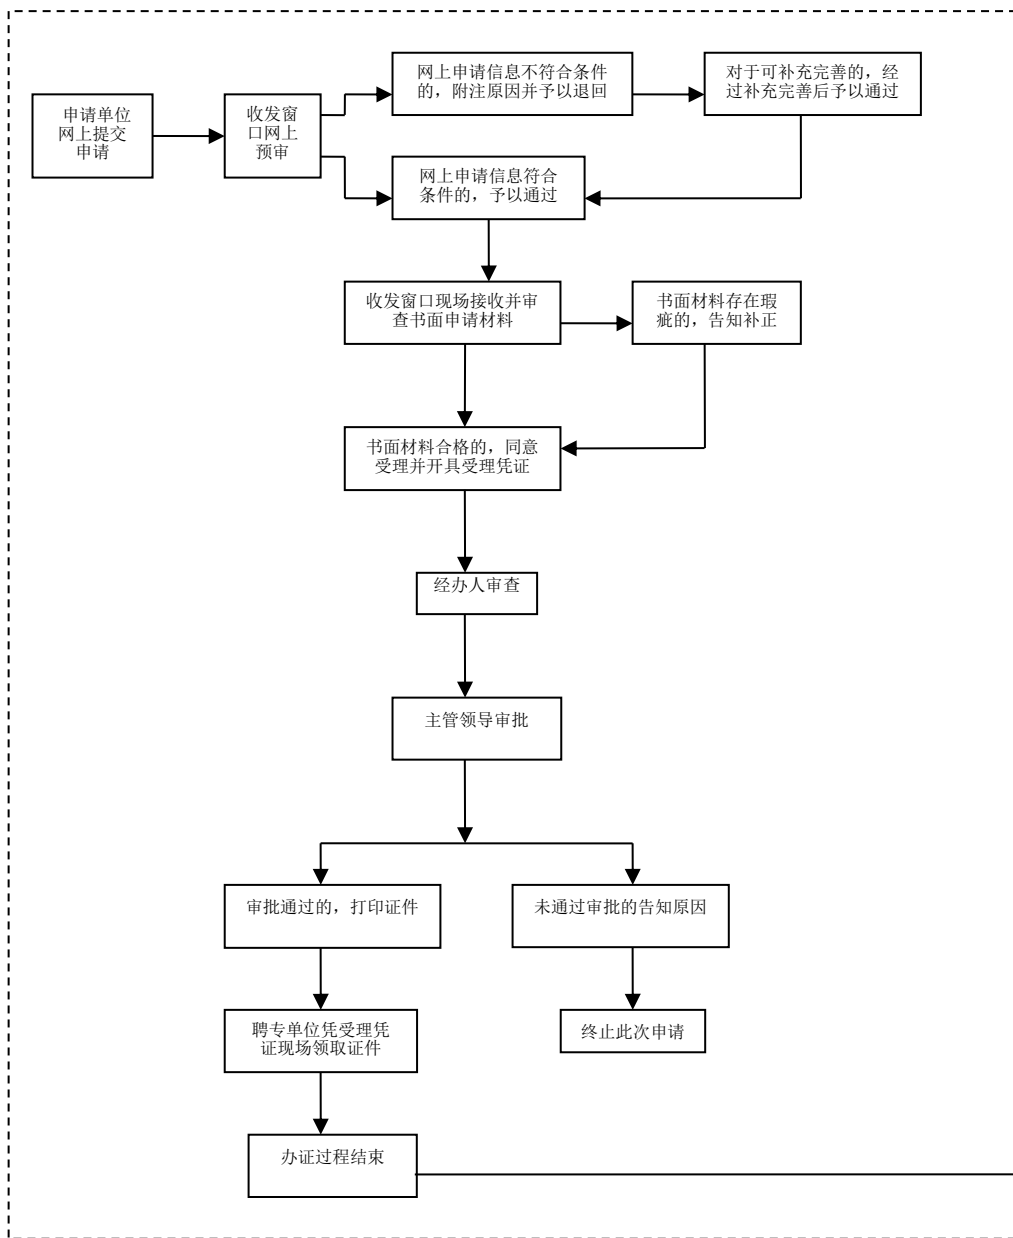 网上申请信息不符合条件
的，附注原因并予以退回
对于可补充完善的，经
过补充完善后予以通过
申请单位
网上提交
申请
收发窗
口网上
预审
网上申请信息符合
条件的，予以通过
收发窗口现场接收并审
查书面申请材料
书面材料存在瑕
疵的，告知补正
书面材料合格的，同意
受理并开具受理凭证
经办人审查
主管领导审批
审批通过的，打印证件
未通过审批的告知原因
聘专单位凭受理凭
证现场领取证件
终止此次申请
办证过程结束